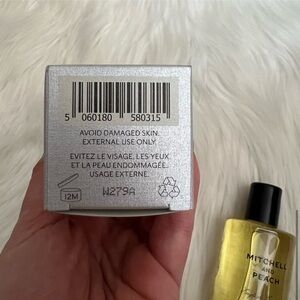 5 060180 580315
AVOID DAMAGED SKIN.
EXTERNAL USE ONLY
EVITEZ LE VISAGE, LES YEUX
ET LA PEAU ENDOMMAGÉE.
USAGE EXTERNE.
12M
W279A
MITCHELL
AND
PEACH